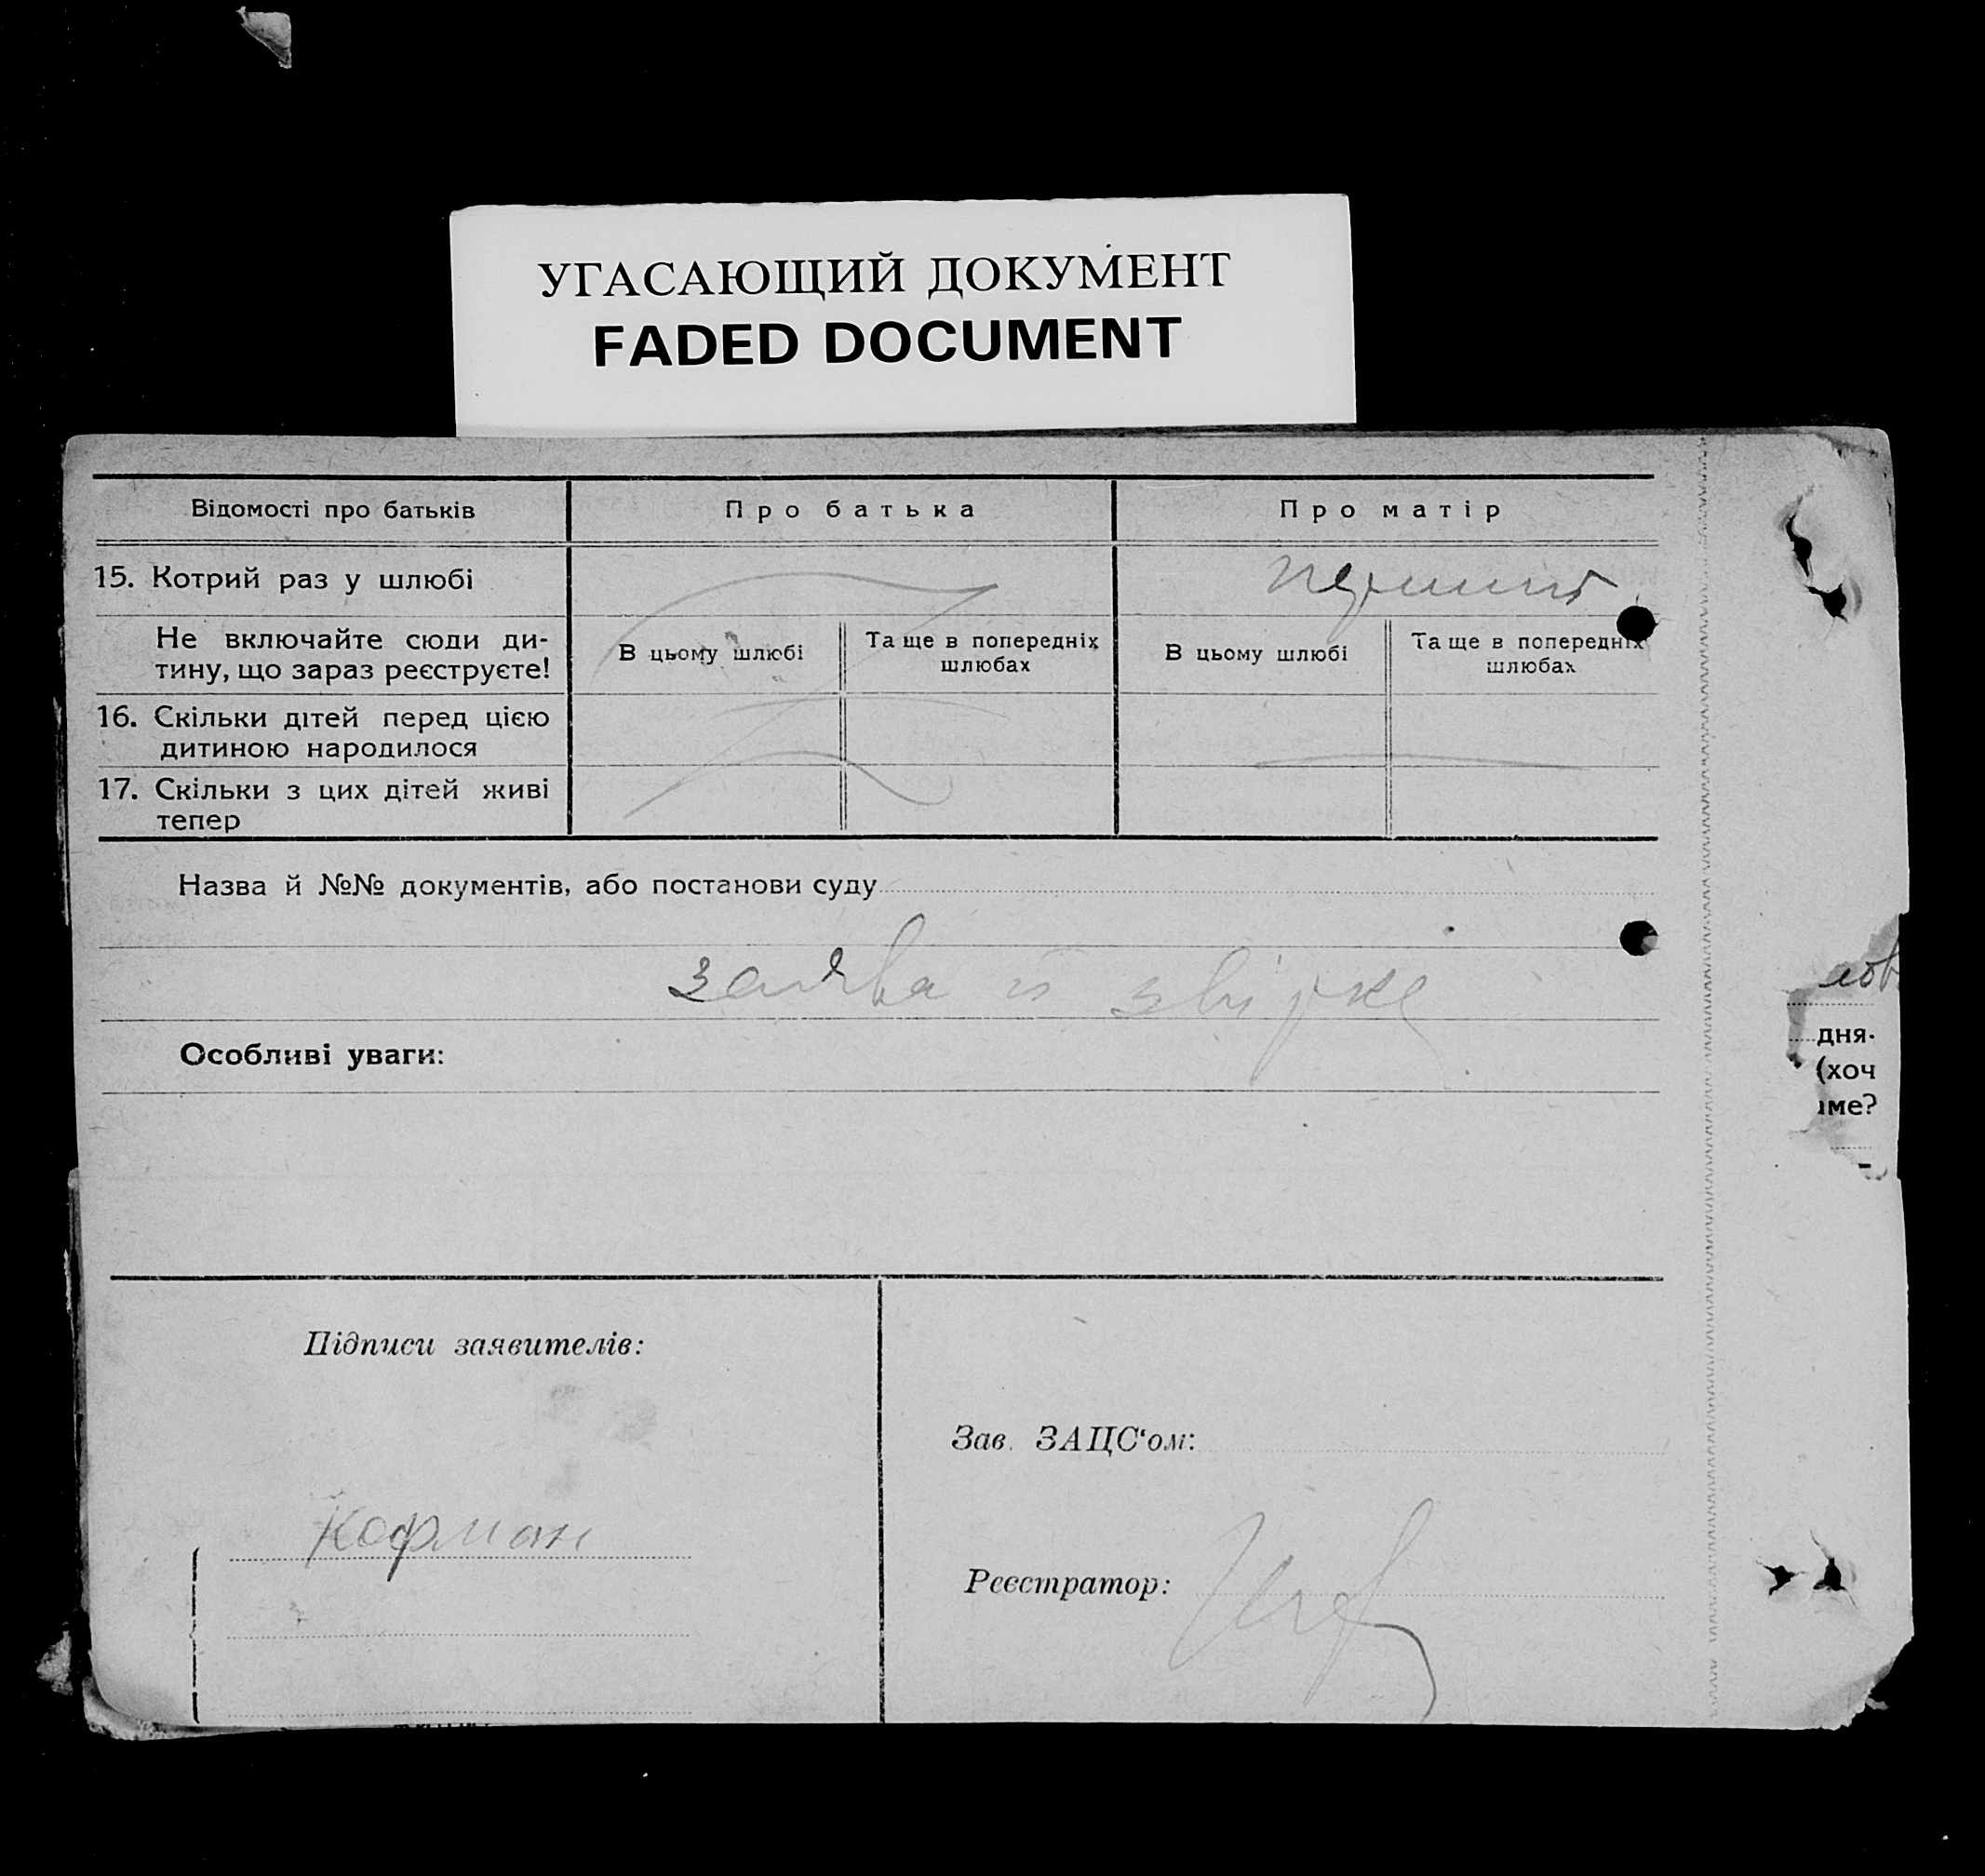 УГАСАЮЩИЙ ДОКУМЕНТ
FADED DOCUMENT
Відомості про батьків
Про батька
Про матір
15. Котрий раз у шлюбі
перший
Не включайте сюди ди-
тину, що зараз реєструєте!
В цьому шлюбі
Та ще в попередніх
шлюбах
В цьому шлюбі
Та ще в попередніх
шлюбах
16. Скільки дітей перед цією
дитиною народилося
17. Скільки з цих дітей живі
тепер
Назва й №№ документів, або постанови суду
заява й
лов
дня-
(хоч
ме?
Особливі уваги:
Підписи заявителів:
Зав. ЗАЦС‘ом:
Кофман
Реєстратор: